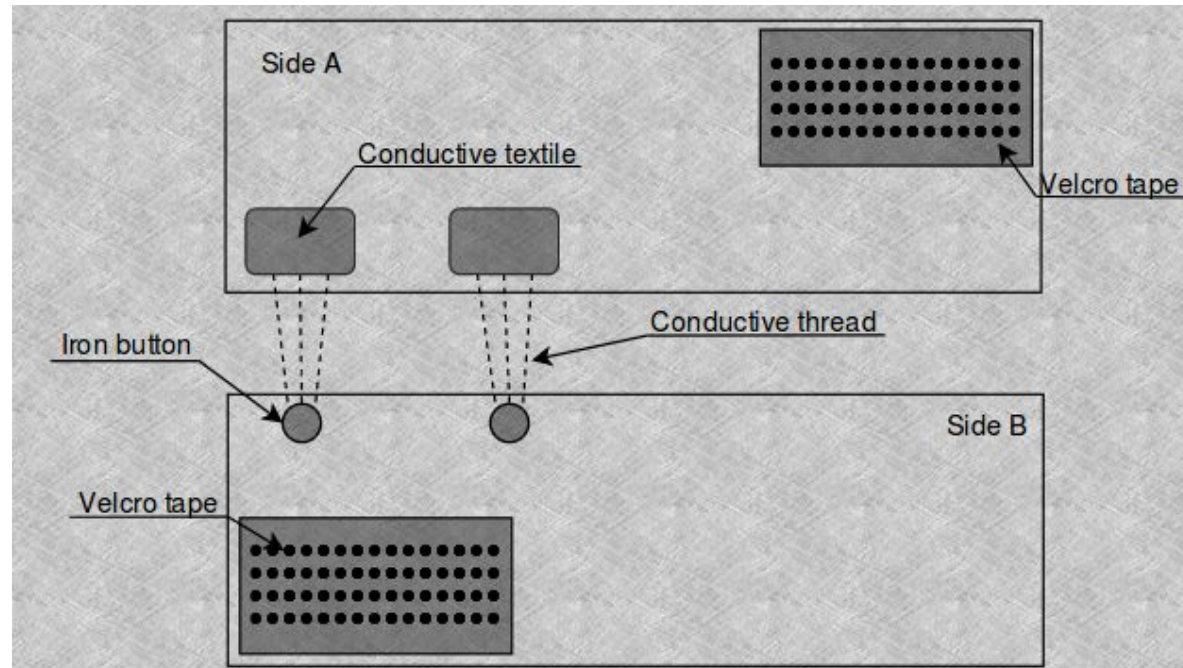 Side A
Conductive textile
Velcro tape
Conductive thread
Iron button
Side B
Velcro tape